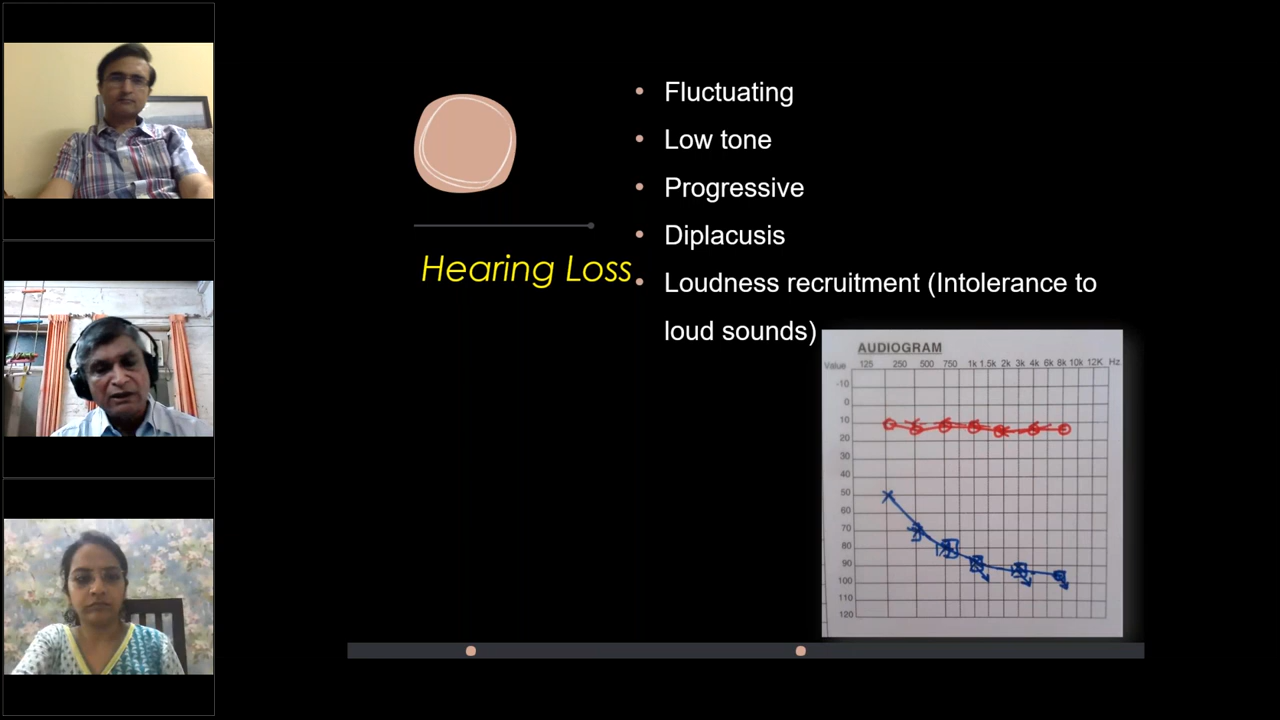 Fluctuating
Low tone
Progressive
Diplacusis
Hearing Loss
Loudness recruitment (Intolerance to
loud sounds)
AUDIOGRAM
Value 125 250 500 750 1k 1.5k 2k 3k 4k 6k 8k 10k 12K Hz
-10
0
10
20
30
40
50
60
70
80
90
100
110
120